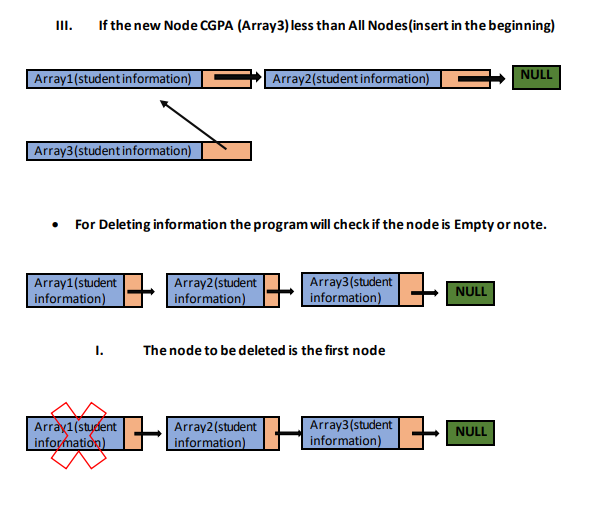 III. If the new Node CGPA (Array3) less than All Nodes(insert in the beginning)
Array1(student information) Array2(student information) NULL
Array3(student information)
• For Deleting information the program will check if the node is Empty or note.
Array1(student Array2(student Array3(student
information) information) information) NULL
I. The node to be deleted is the first node
Array1(student Array2(student Array3(student
information) information) information) NULL